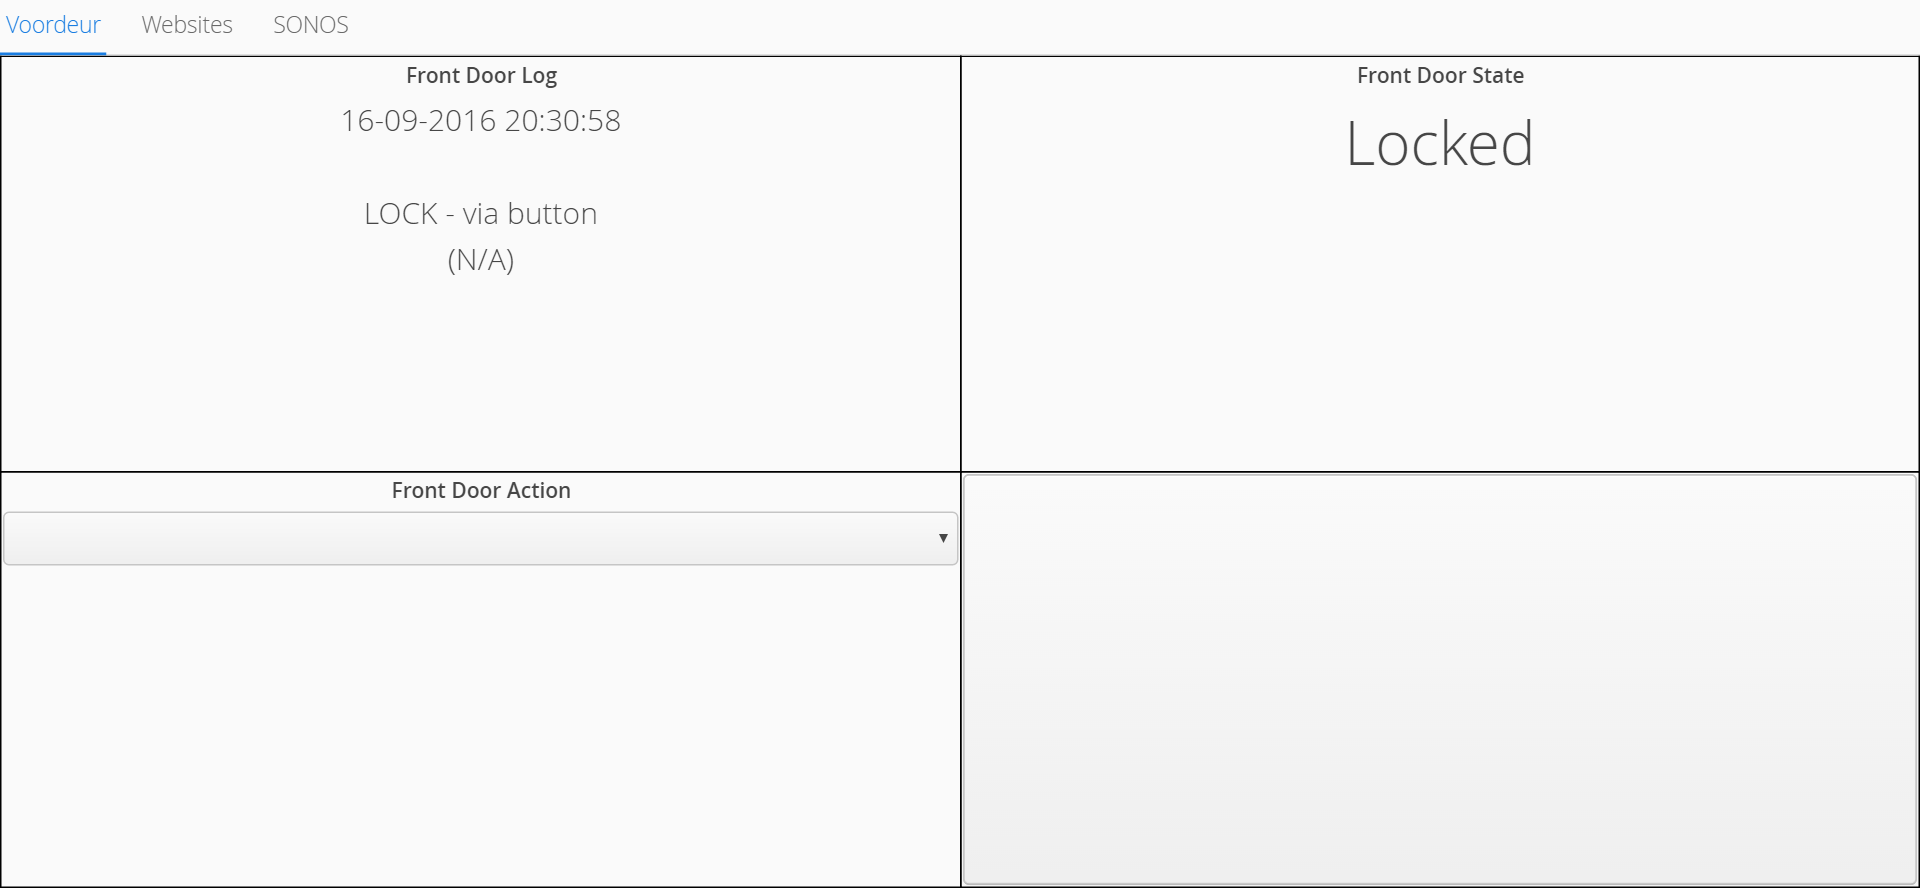 Voordeur Websites SONOS
Front Door Log
16-09-2016 20:30:58
LOCK - via button
(N/A)
Front Door State
Locked
Front Door Action